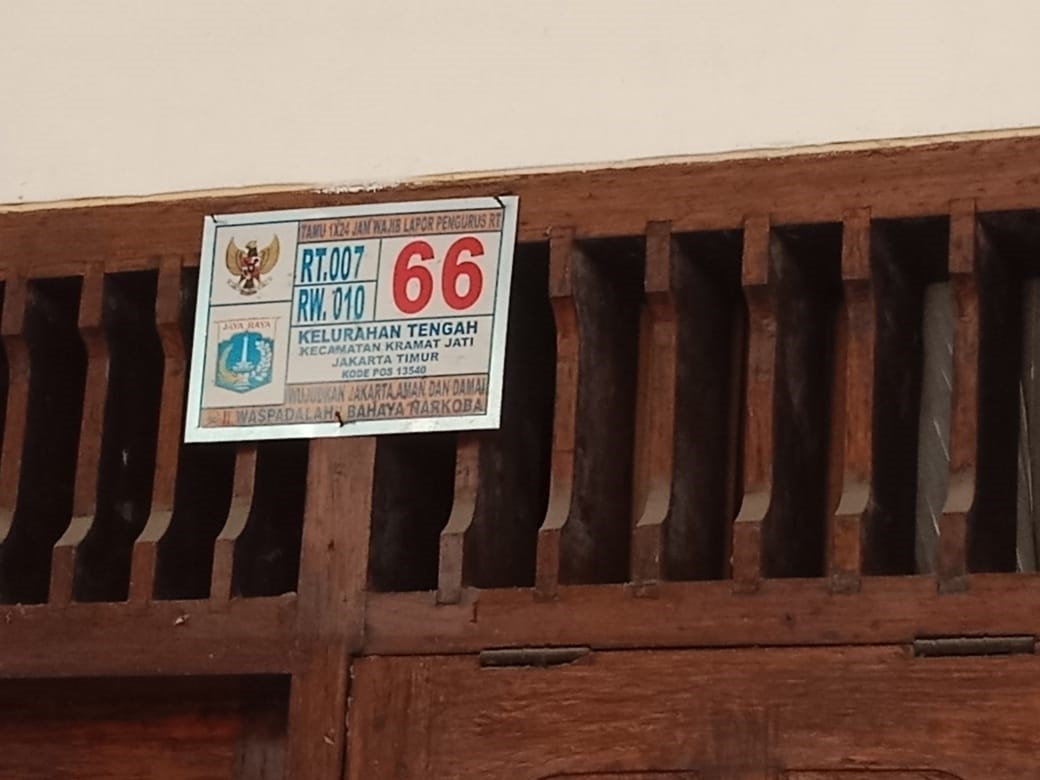 TAMU 1X24 JAM WAJIB LAPOR PENGURUS RT
RT.007
RW. 010
66
JAYA RAYA
KELURAHAN TENGAH
KECAMATAN KRAMAT JATI
JAKARTA TIMUR
KODE POS 13540
WUJUDKAN JAKARTA,AMAN DAN DAMAI
WASPADALAH, BAHAYA NARKOBA